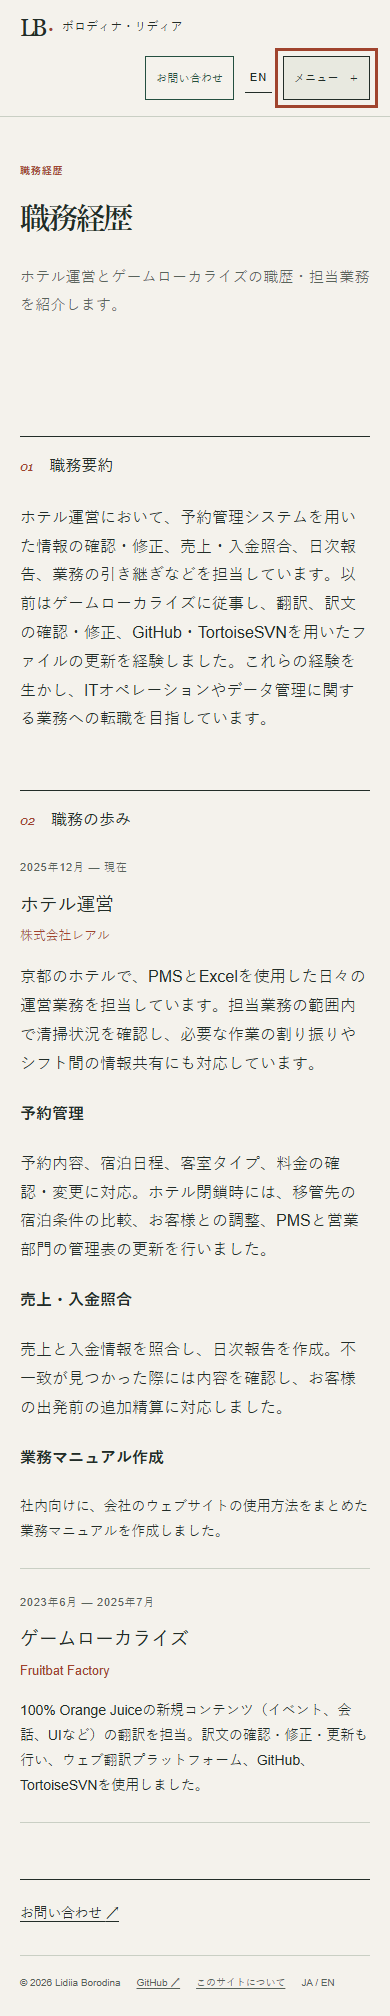 LB. ボロディナ・リディア
お問い合わせ EN メニュー +
職務経歴
職務経歴
ホテル運営とゲームローカライズの職歴・担当業務
を紹介します。
01 職務要約
ホテル運営において、予約管理システムを用い
た情報の確認・修正、売上・入金照合、日次報
告、業務の引き継ぎなどを担当しています。以
前はゲームローカライズに従事し、翻訳、訳文
の確認・修正、GitHub・TortoiseSVNを用いたフ
ァイルの更新を経験しました。これらの経験を
生かし、ITオペレーションやデータ管理に関す
る業務への転職を目指しています。
02 職務の歩み
2025年12月 — 現在
ホテル運営
株式会社レアル
京都のホテルで、PMSとExcelを使用した日々の
運営業務を担当しています。担当業務の範囲内
で清掃状況を確認し、必要な作業の割り振りや
シフト間の情報共有にも対応しています。
予約管理
予約内容、宿泊日程、客室タイプ、料金の確
認・変更に対応。ホテル閉鎖時には、移管先の
宿泊条件の比較、お客様との調整、PMSと営業
部門の管理表の更新を行いました。
売上・入金照合
売上と入金情報を照合し、日次報告を作成。不
一致が見つかった際には内容を確認し、お客様
の出発前の追加精算に対応しました。
業務マニュアル作成
社内向けに、会社のウェブサイトの使用方法をまとめた
業務マニュアルを作成しました。
2023年6月 — 2025年7月
ゲームローカライズ
Fruitbat Factory
100% Orange Juiceの新規コンテンツ（イベント、会
話、UIなど）の翻訳を担当。訳文の確認・修正・更新も
行い、ウェブ翻訳プラットフォーム、GitHub、
TortoiseSVNを使用しました。
お問い合わせ ↗
© 2026 Lidiia Borodina GitHub ↗ このサイトについて JA / EN